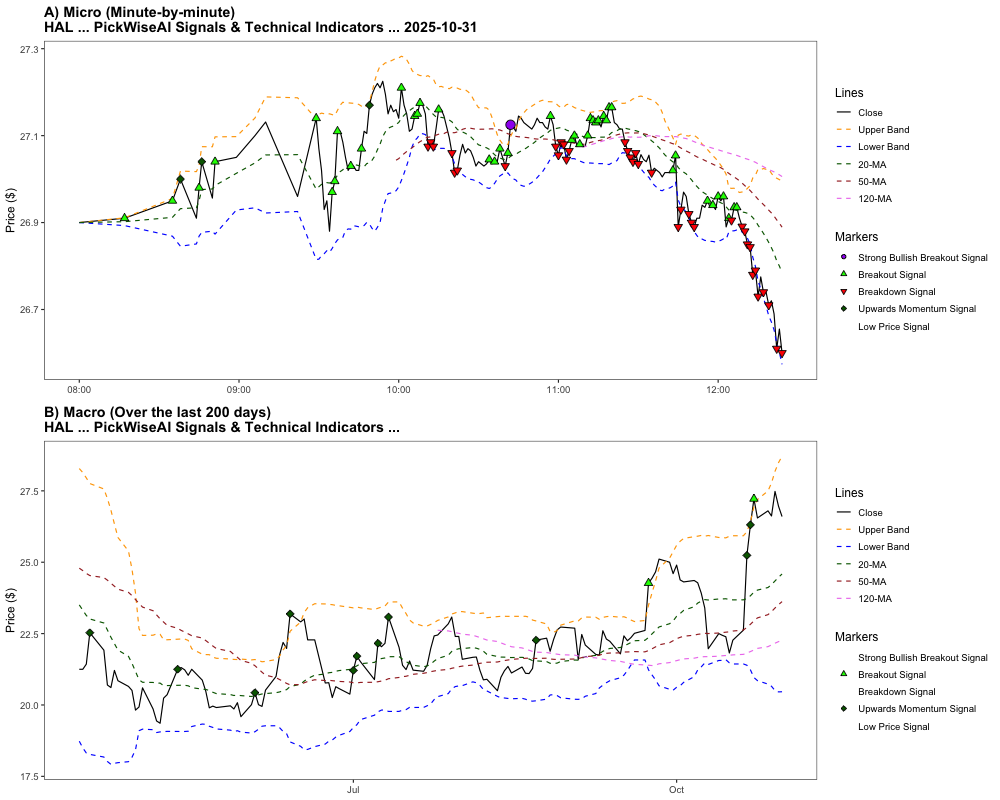 A) Micro (Minute-by-minute)
HAL ... PickWiseAI Signals & Technical Indicators ... 2025-10-31
27.3
27.1
26.9
26.7
Price ($)
08:00
09:00
10:00
11:00
12:00
Lines
Close
Upper Band
Lower Band
20-MA
50-MA
120-MA
Markers
Strong Bullish Breakout Signal
Breakout Signal
Breakdown Signal
Upwards Momentum Signal
Low Price Signal
B) Macro (Over the last 200 days)
HAL ... PickWiseAI Signals & Technical Indicators ...
27.5
25.0
22.5
20.0
17.5
Price ($)
Jul
Oct
Lines
Close
Upper Band
Lower Band
20-MA
50-MA
120-MA
Markers
Strong Bullish Breakout Signal
Breakout Signal
Breakdown Signal
Upwards Momentum Signal
Low Price Signal